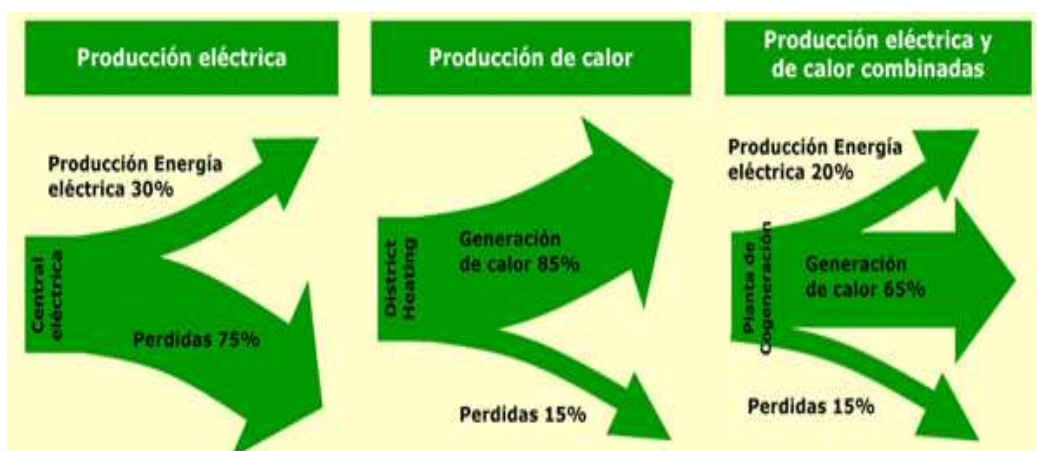 Producción eléctrica
Producción de calor
Producción eléctrica y
de calor combinadas
Producción Energía
eléctrica 30%
Central
eléctrica
Perdidas 75%
District
Heating
Generación
de calor 85%
Perdidas 15%
Producción Energía
eléctrica 20%
Planta de
Cogeneración
Generación
de calor 65%
Perdidas 15%